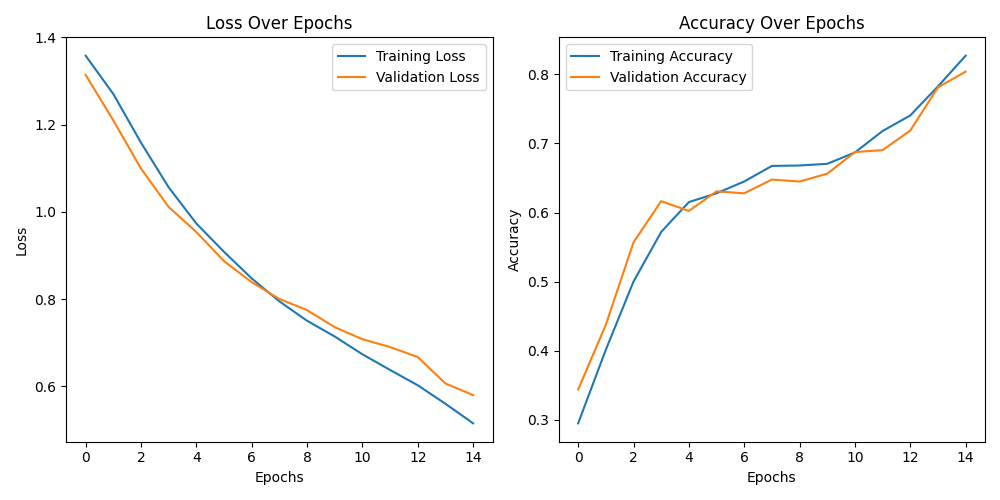 Loss Over Epochs
Training Loss
Validation Loss
1.4
1.2
1.0
0.8
0.6
Loss
0 2 4 6 8 10 12 14
Epochs
Accuracy Over Epochs
Training Accuracy
Validation Accuracy
0.8
0.7
0.6
0.5
0.4
0.3
Accuracy
0 2 4 6 8 10 12 14
Epochs